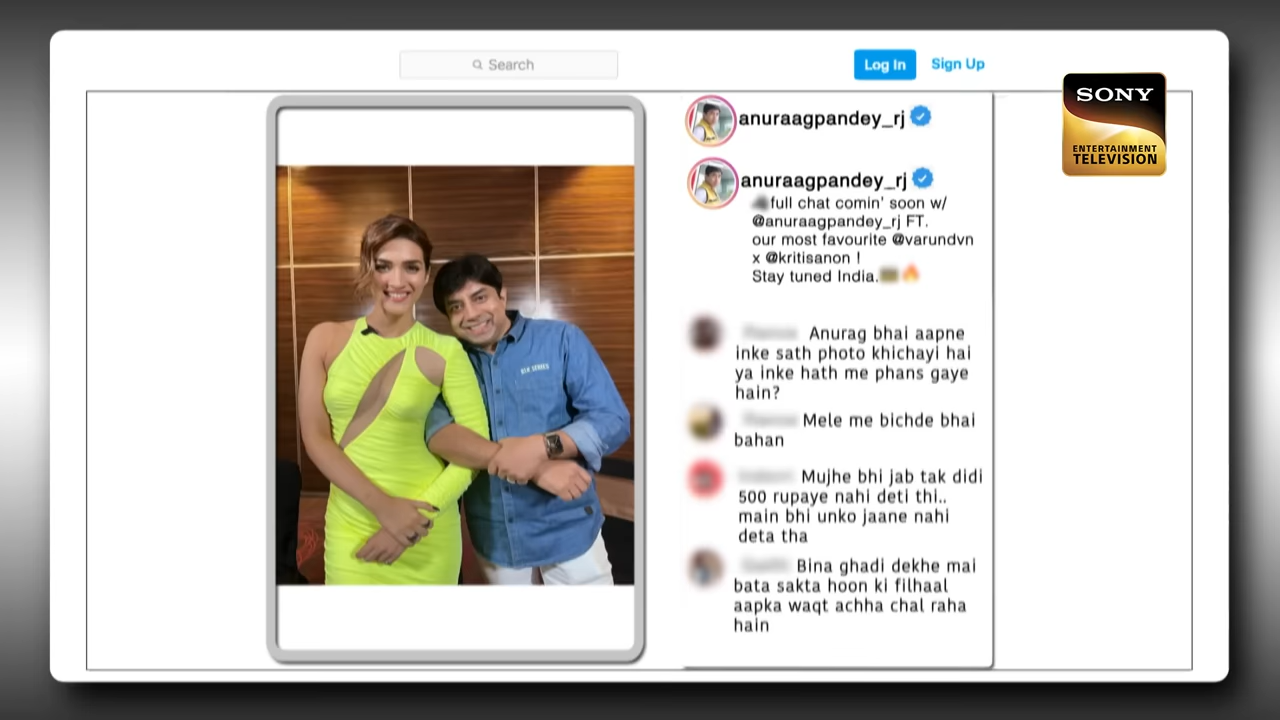 Search
Log In
Sign Up
SONY
ENTERTAINMENT
TELEVISION
anuraagpandey_rj
anuraagpandey_rj
full chat comin' soon w/
@anuraagpandey_rj FT.
our most favourite @varundvn
x @kritisanon !
Stay tuned India.
BLK SERIES
Anurag bhai aapne
inke sath photo khichayi hai
ya inke hath me phans gaye
hain?
Mele me bichde bhai
bahan
Mujhe bhi jab tak didi
500 rupaye nahi deti thi..
main bhi unko jaane nahi
deta tha
Bina ghadi dekhe mai
bata sakta hoon ki filhaal
aapka waqt achha chal raha
hain